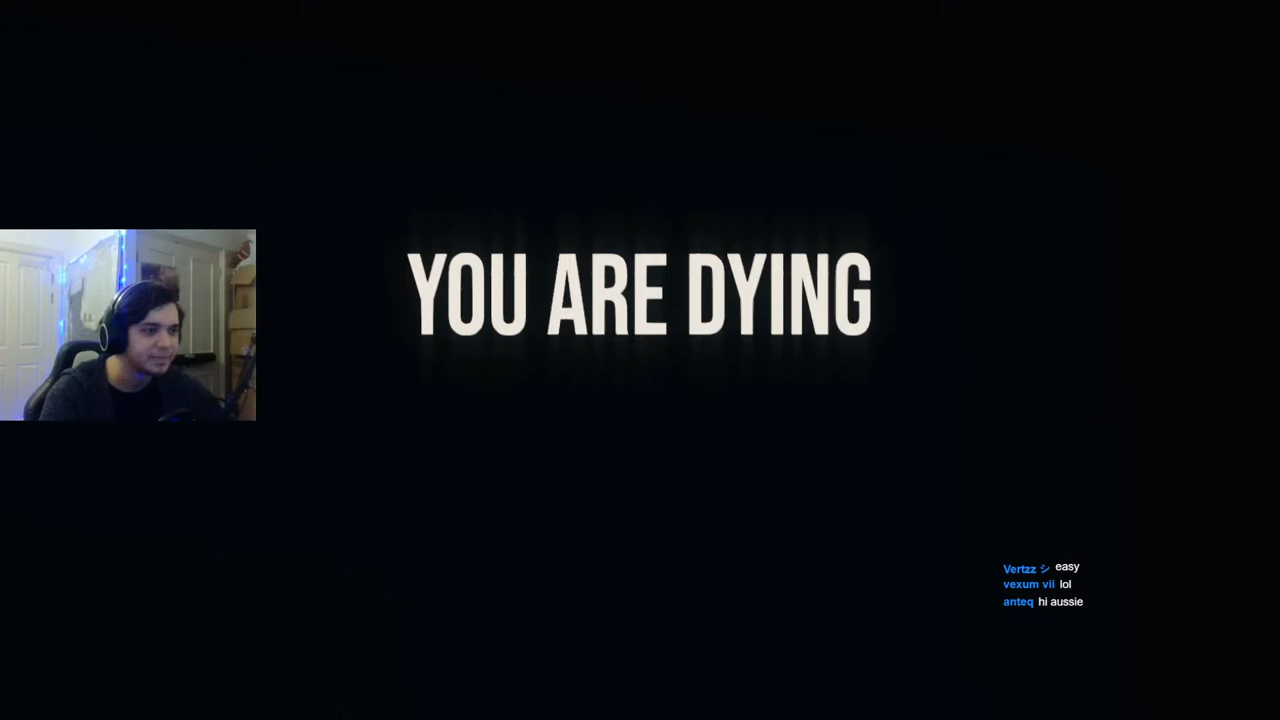 YOU ARE DYING
Vertzz シ easy
vexum vii lol
anteq hi aussie